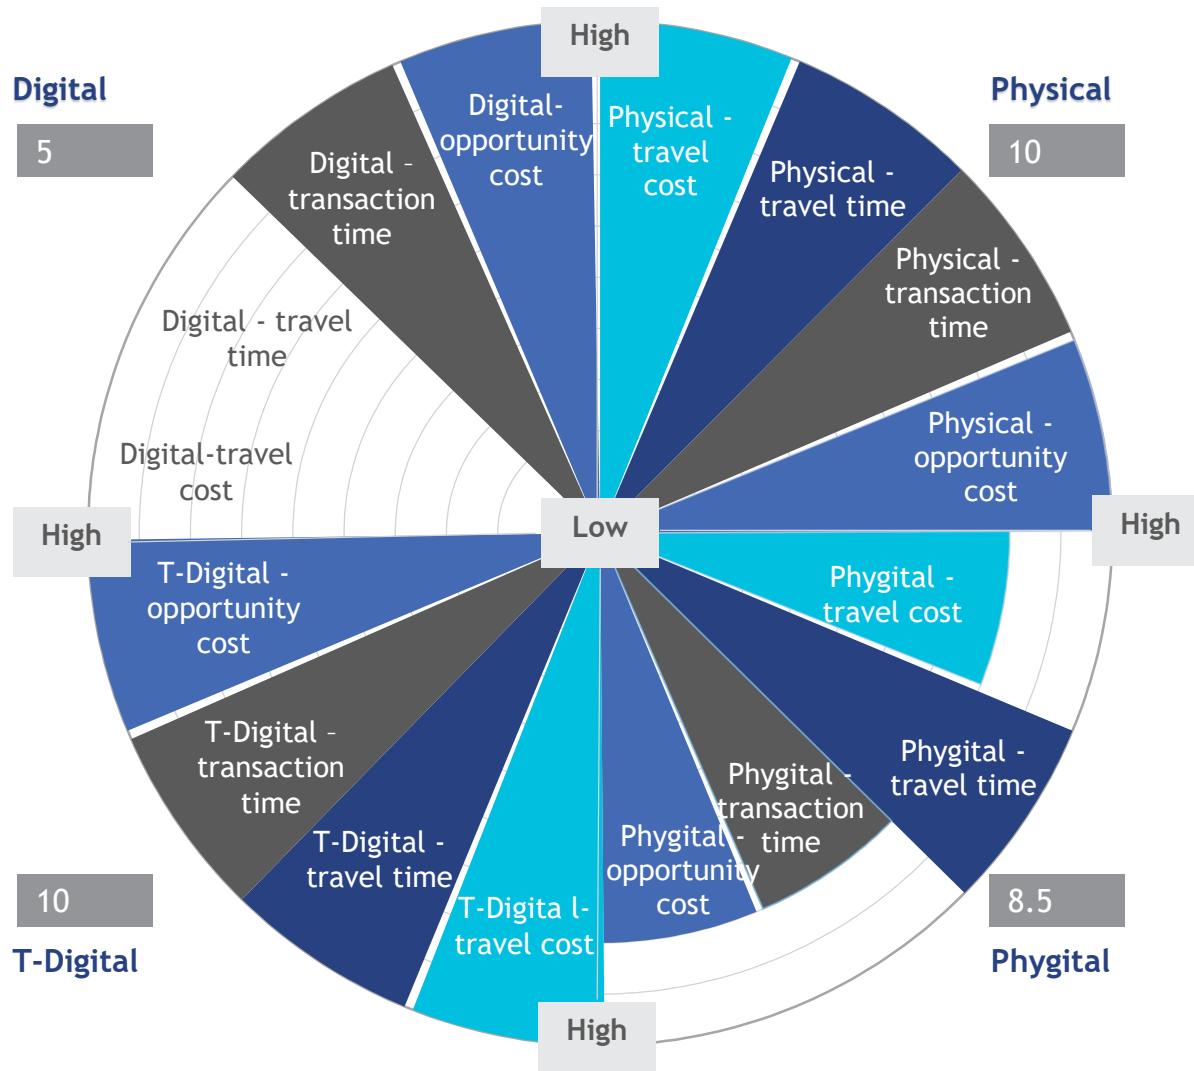 High
Digital
5
Physical
10
Digital-
opportunity
cost
Physical -
travel
cost
Digital –
transaction
time
Physical -
travel time
Physical -
transaction
time
Digital - travel
time
Digital-travel
cost
Physical -
opportunity
cost
High
Low
High
T-Digital -
opportunity
cost
Phygital -
travel cost
T-Digital –
transaction
time
Phygital -
travel time
Phygital -
transaction
time
T-Digital -
travel time
Phygital -
opportunity
cost
T-Digita l-
travel cost
10
T-Digital
8.5
Phygital
High